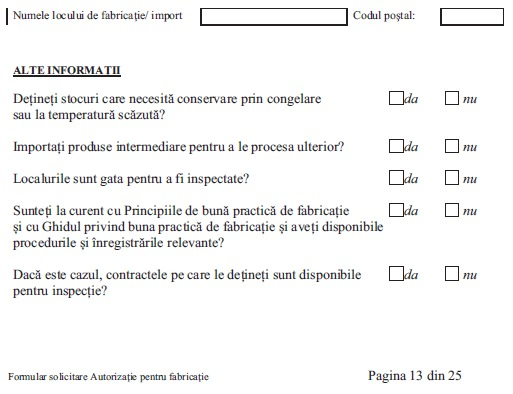 Numele locului de fabricație/ import Codul poștal:
ALTE INFORMATII
Dețineți stocuri care necesită conservare prin congelare da nu
sau la temperatură scăzută?
Importați produse intermediare pentru a le procesa ulterior? da nu
Localurile sunt gata pentru a fi inspectate? da nu
Sunteți la curent cu Principiile de bună practică de fabricație da nu
și cu Ghidul privind buna practică de fabricație și aveți disponibile
procedurile și înregistrările relevante?
Dacă este cazul, contractele pe care le dețineți sunt disponibile da nu
pentru inspecție?
Formular solicitare Autorizație pentru fabricație Pagina 13 din 25